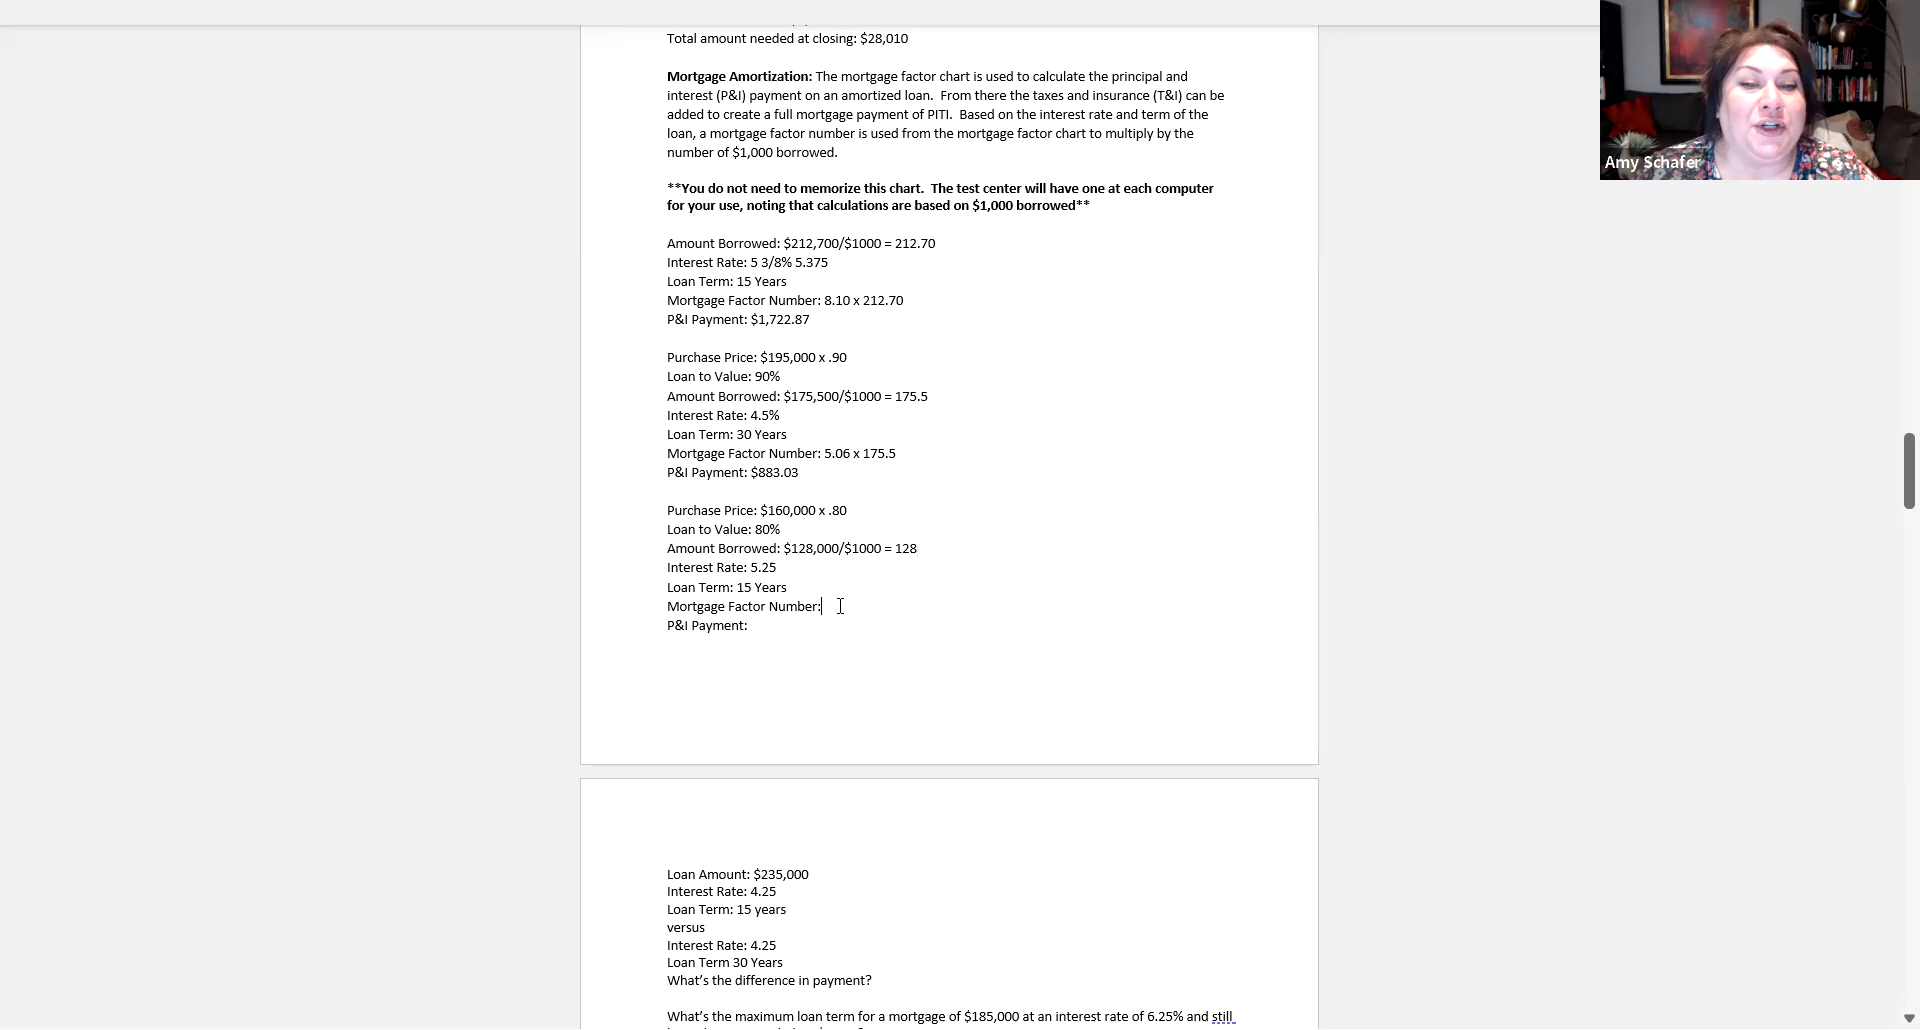 Total amount needed at closing: $28,010
Mortgage Amortization: The mortgage factor chart is used to calculate the principal and
interest (P&I) payment on an amortized loan.  From there the taxes and insurance (T&I) can be
added to create a full mortgage payment of PITI.  Based on the interest rate and term of the
loan, a mortgage factor number is used from the mortgage factor chart to multiply by the
number of $1,000 borrowed.
**You do not need to memorize this chart.  The test center will have one at each computer
for your use, noting that calculations are based on $1,000 borrowed**
Amount Borrowed: $212,700/$1000 = 212.70
Interest Rate: 5 3/8% 5.375
Loan Term: 15 Years
Mortgage Factor Number: 8.10 x 212.70
P&I Payment: $1,722.87
Purchase Price: $195,000 x .90
Loan to Value: 90%
Amount Borrowed: $175,500/$1000 = 175.5
Interest Rate: 4.5%
Loan Term: 30 Years
Mortgage Factor Number: 5.06 x 175.5
P&I Payment: $883.03
Purchase Price: $160,000 x .80
Loan to Value: 80%
Amount Borrowed: $128,000/$1000 = 128
Interest Rate: 5.25
Loan Term: 15 Years
Mortgage Factor Number:
P&I Payment:
Loan Amount: $235,000
Interest Rate: 4.25
Loan Term: 15 years
versus
Interest Rate: 4.25
Loan Term 30 Years
What's the difference in payment?
What's the maximum loan term for a mortgage of $185,000 at an interest rate of 6.25% and still
Amy Schafer